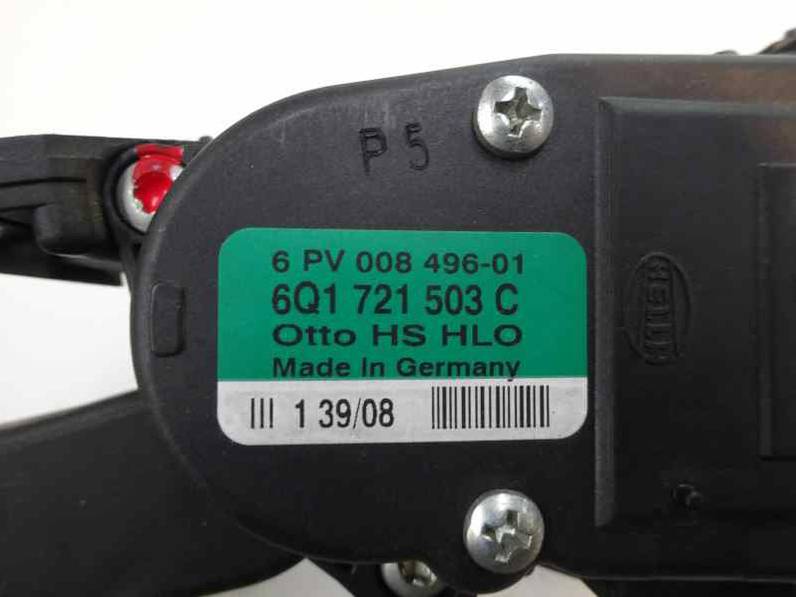 P 5
6 PV 008 496-01
6Q1 721 503 C
Otto HS HLO
Made In Germany
III 1 39/08
HELLA